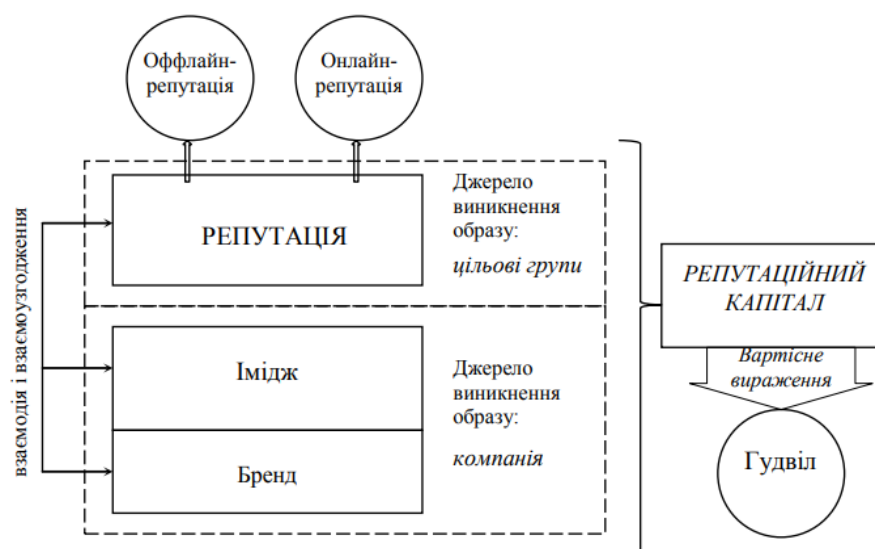 Оффлайн-
репутація
Онлайн-
репутація
взаємодія і взаємоузгодження
РЕПУТАЦІЯ
Джерело
виникнення
образу:
цільові групи
Імідж
Бренд
Джерело
виникнення
образу:
компанія
РЕПУТАЦІЙНИЙ
КАПІТАЛ
Вартісне
вираження
Гудвіл